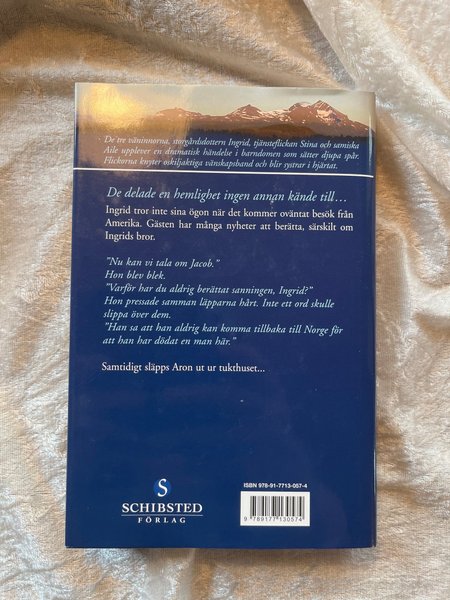 De tre väninnorna, storgårdsdottern Ingrid, tjänsteflickan Stina och samiska
Aile upplever en dramatisk händelse i barndomen som sätter djupa spår.
Flickorna knyter oskiljaktiga vänskapsband och blir systrar i hjärtat.
De delade en hemlighet ingen annan kände till…
Ingrid tror inte sina ögon när det kommer oväntat besök från
Amerika. Gästen har många nyheter att berätta, särskilt om
Ingrids bror.
"Nu kan vi tala om Jacob."
Hon blev blek.
"Varför har du aldrig berättat sanningen, Ingrid?"
Hon pressade samman läpparna hårt. Inte ett ord skulle
slippa över dem.
"Han sa att han aldrig kan komma tillbaka till Norge för
att han har dödat en man här."
Samtidigt släpps Aron ut ur tukthuset...
ISBN 978-91-7713-057-4
9 789177 130574
S
SCHIBSTED
FÖRLAG